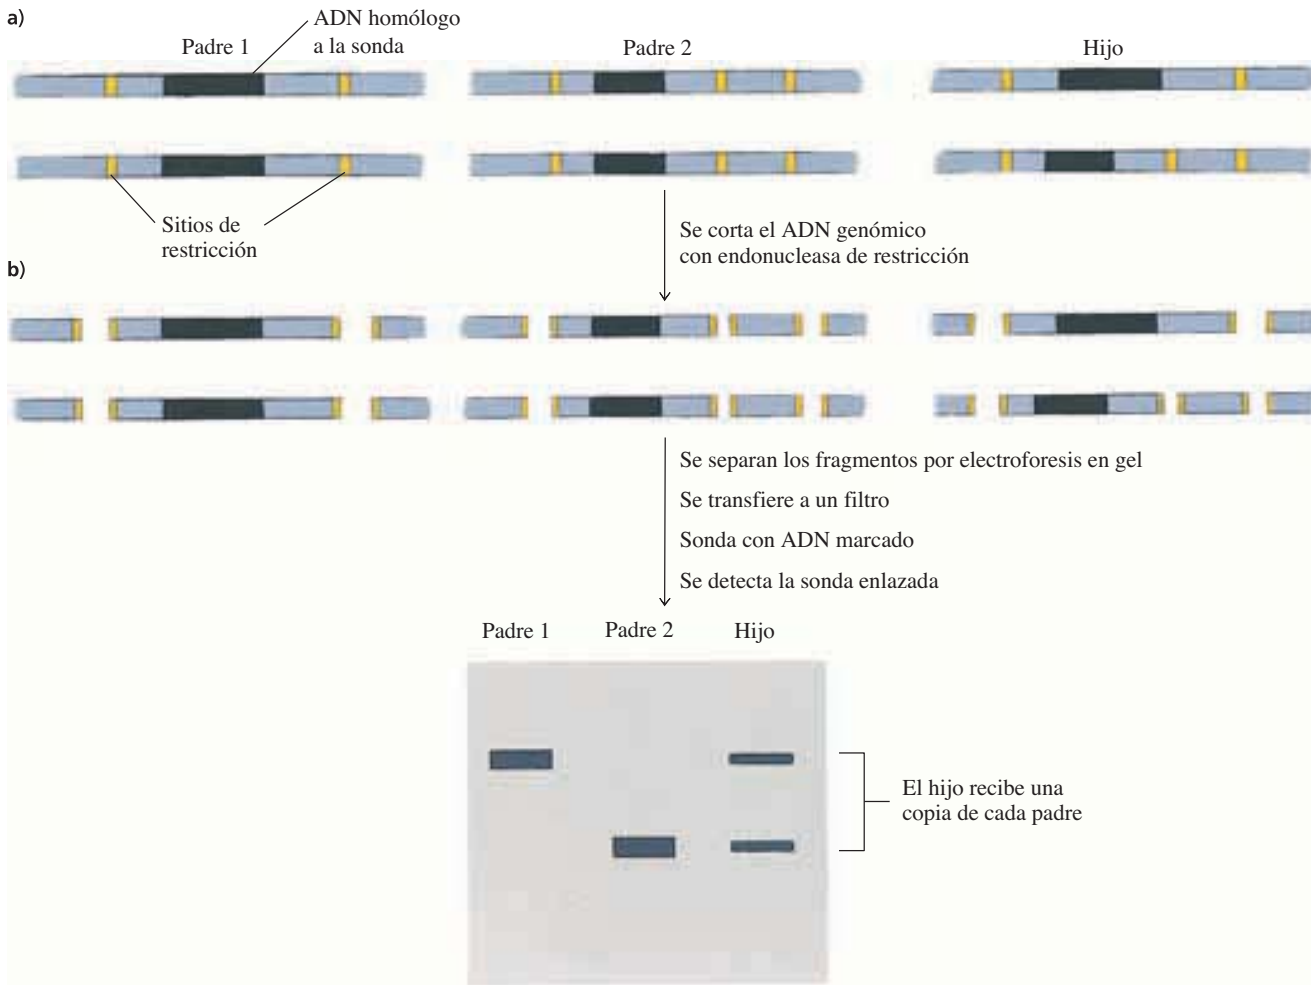 a)
ADN homólogo
a la sonda
Padre 1
Padre 2
Hijo
Sitios de
restricción
Se corta el ADN genómico
con endonucleasa de restricción
b)
Se separan los fragmentos por electroforesis en gel
Se transfiere a un filtro
Sonda con ADN marcado
Se detecta la sonda enlazada
Padre 1
Padre 2
Hijo
El hijo recibe una
copia de cada padre